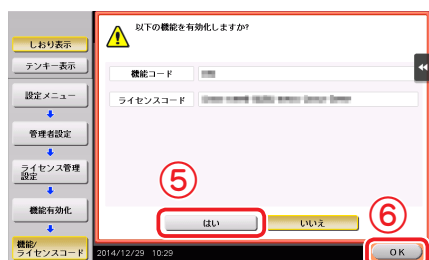 しおり表示
テンキー表示
設定メニュー
管理者設定
ライセンス管理
設定
機能有効化
機能/
ライセンスコード
以下の機能を有効化しますか?
機能コード
ライセンスコード
⑤
はい
いいえ
⑥
2014/12/29 10:29
OK